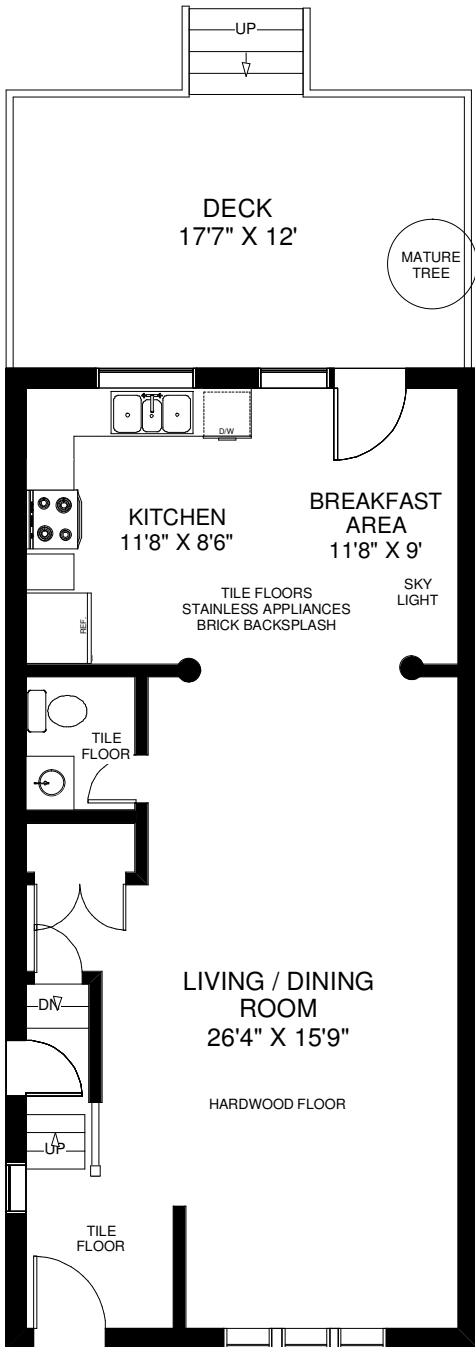 UP
DECK
17'7" X 12'
MATURE
TREE
D/W
KITCHEN
11'8" X 8'6"
BREAKFAST
AREA
11'8" X 9'
SKY
LIGHT
TILE FLOORS
STAINLESS APPLIANCES
BRICK BACKSPLASH
REF.
TILE
FLOOR
LIVING / DINING
ROOM
26'4" X 15'9"
DN
HARDWOOD FLOOR
UP
TILE
FLOOR